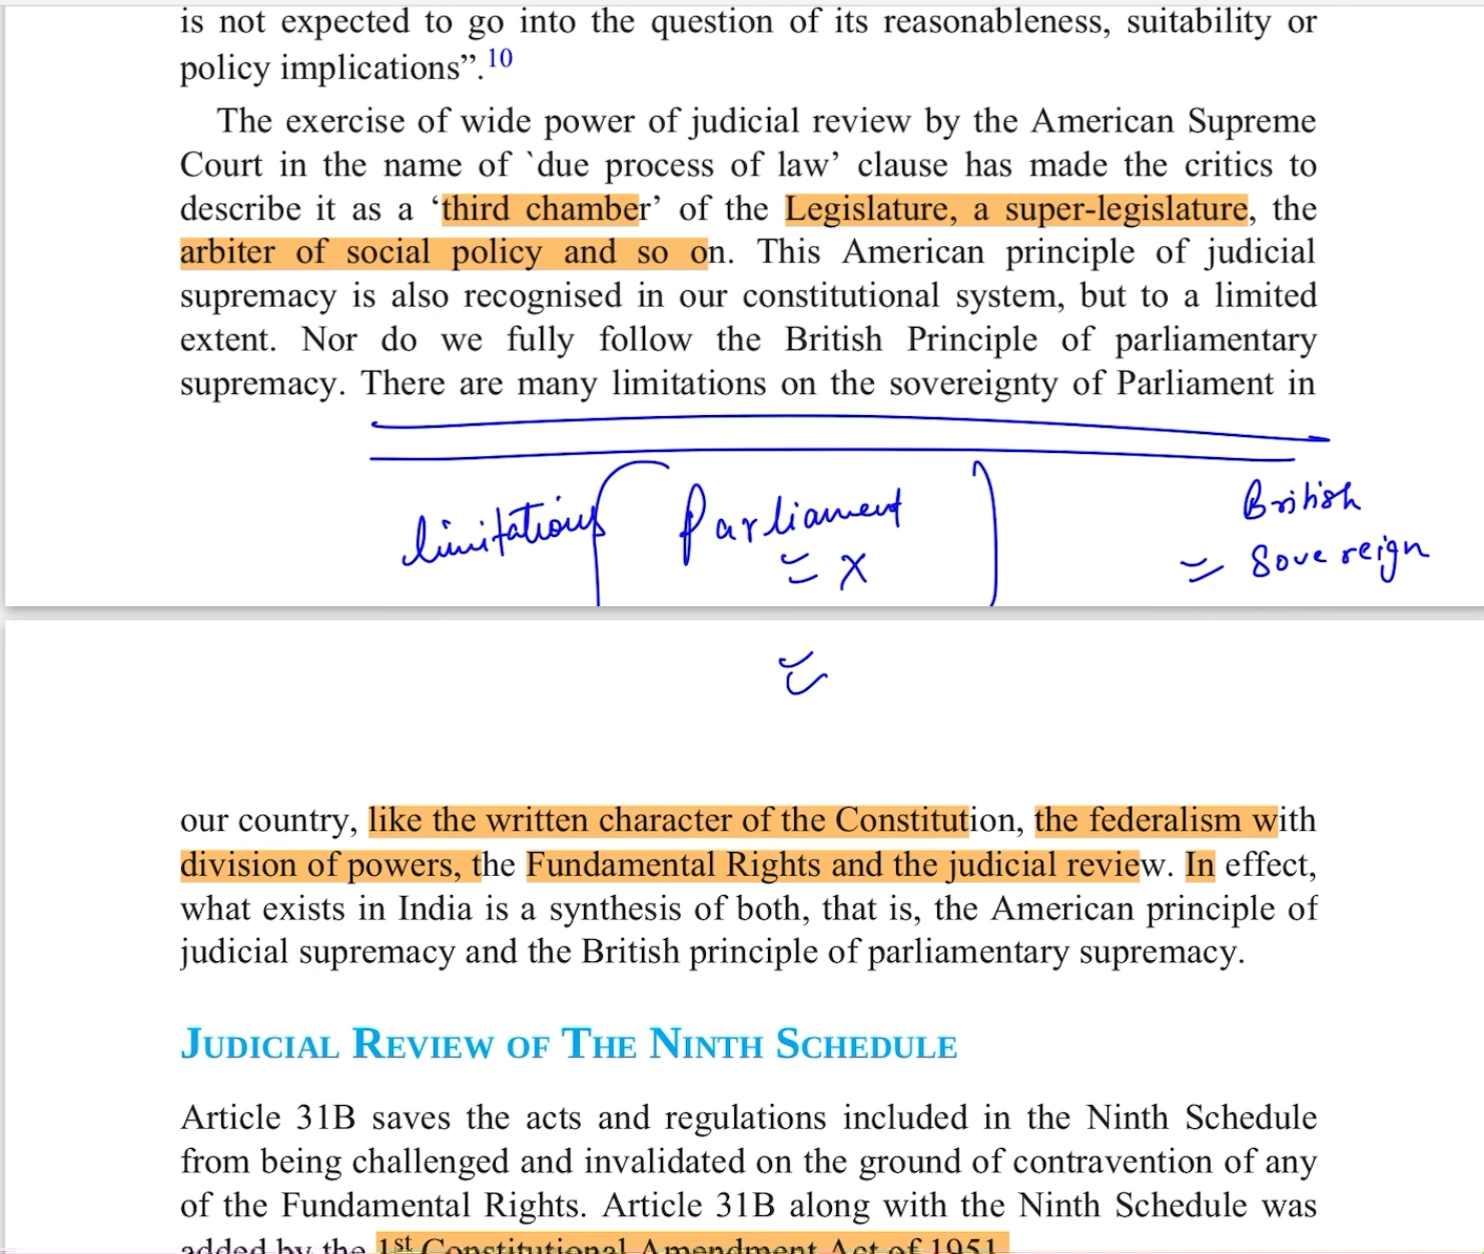 is not expected to go into the question of its reasonableness, suitability or
policy implications”.10
The exercise of wide power of judicial review by the American Supreme
Court in the name of `due process of law’ clause has made the critics to
describe it as a ‘third chamber’ of the Legislature, a super-legislature, the
arbiter of social policy and so on. This American principle of judicial
supremacy is also recognised in our constitutional system, but to a limited
extent. Nor do we fully follow the British Principle of parliamentary
supremacy. There are many limitations on the sovereignty of Parliament in
limitations Parliament British
= x = Sovereign
our country, like the written character of the Constitution, the federalism with
division of powers, the Fundamental Rights and the judicial review. In effect,
what exists in India is a synthesis of both, that is, the American principle of
judicial supremacy and the British principle of parliamentary supremacy.
JUDICIAL REVIEW OF THE NINTH SCHEDULE
Article 31B saves the acts and regulations included in the Ninth Schedule
from being challenged and invalidated on the ground of contravention of any
of the Fundamental Rights. Article 31B along with the Ninth Schedule was
added by the 1st Constitutional Amendment Act of 1951